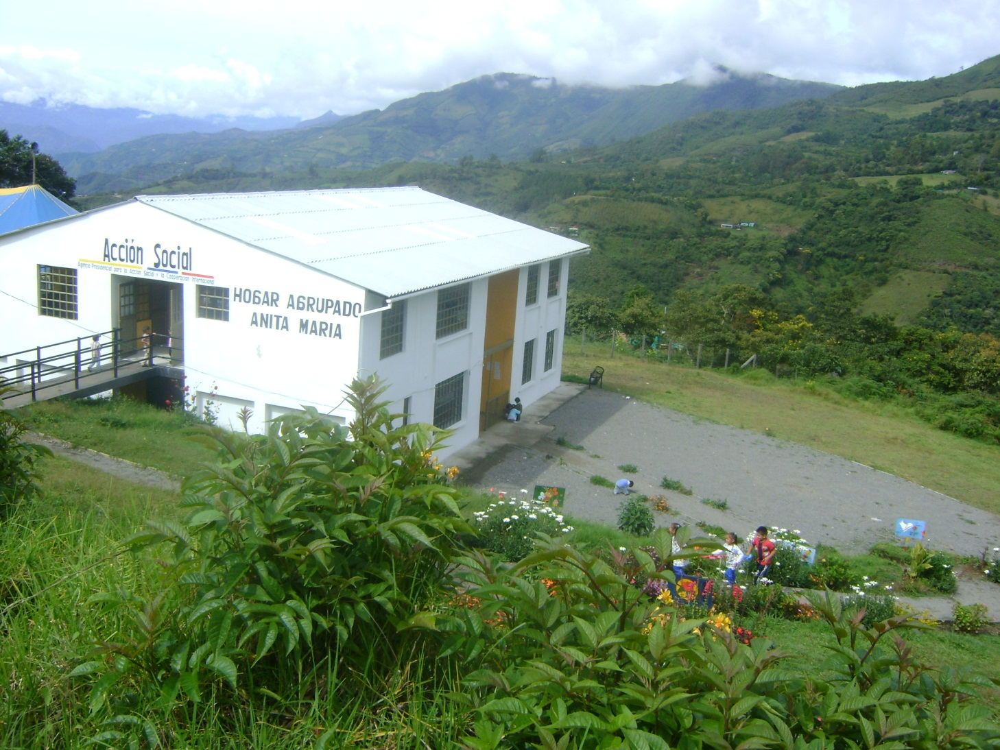 Acción Social
Agencia Presidencial para la Acción Social y la Cooperación Internacional
HOGAR AGRUPADO
ANITA MARIA